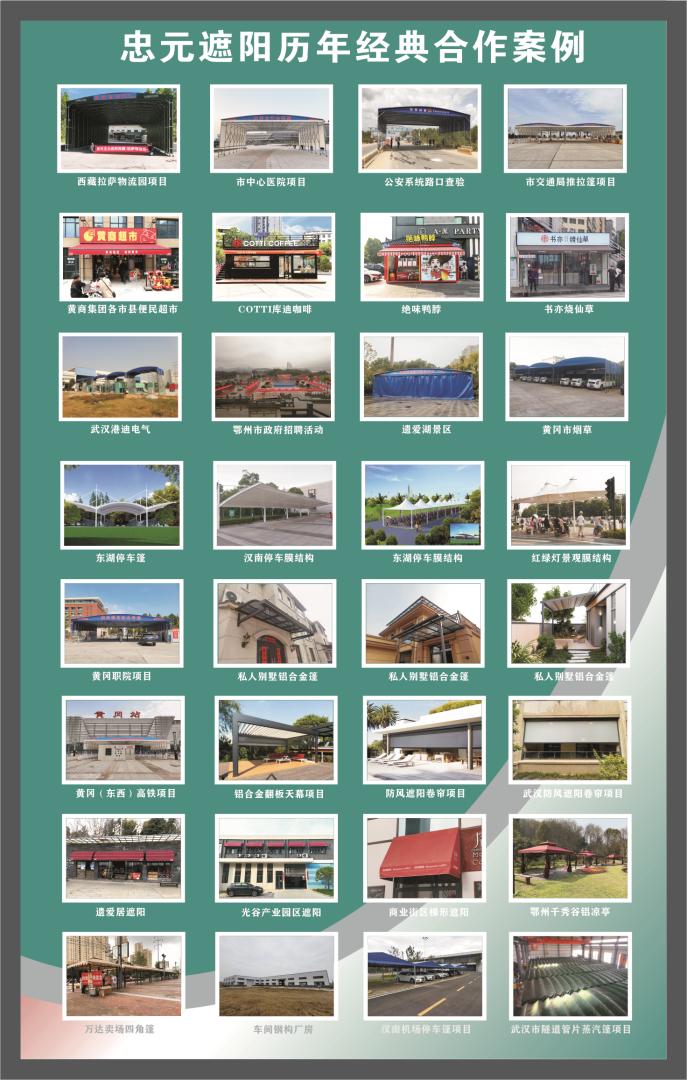 忠元遮阳历年经典合作案例
西藏拉萨物流园项目
市中心医院项目
公安系统路口查验
市交通局推拉篷项目
黄商超市
COTTI COFFEE
绝味鸭脖
书亦烧仙草
黄商集团各市县便民超市
COTTI库迪咖啡
绝味鸭脖
书亦烧仙草
武汉港迪电气
鄂州市政府招聘活动
遗爱湖景区
黄冈市烟草
东湖停车篷
汉南停车膜结构
东湖停车膜结构
红绿灯景观膜结构
黄冈职院项目
私人别墅铝合金篷
私人别墅铝合金篷
私人别墅铝合金篷
黄冈站
黄冈（东西）高铁项目
铝合金翻板天幕项目
防风遮阳卷帘项目
武汉防风遮阳卷帘项目
遗爱居遮阳
光谷产业园区遮阳
商业街区梯形遮阳
鄂州千秀谷铝凉亭
万达卖场四角篷
车间钢构厂房
汉南机场停车篷项目
武汉市隧道管片蒸汽篷项目